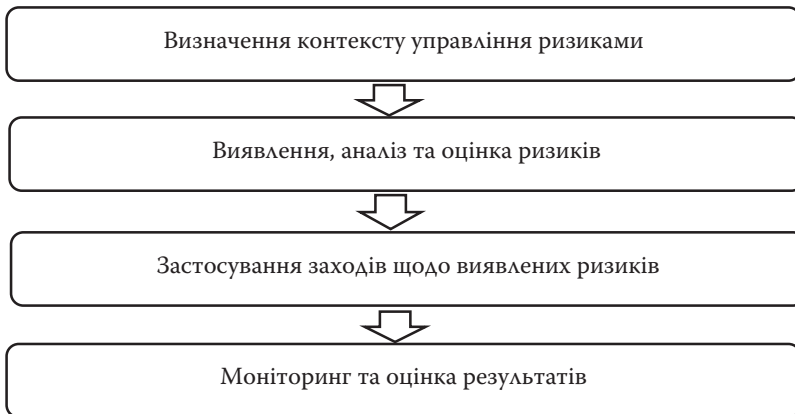 Визначення контексту управління ризиками
Виявлення, аналіз та оцінка ризиків
Застосування заходів щодо виявлених ризиків
Моніторинг та оцінка результатів